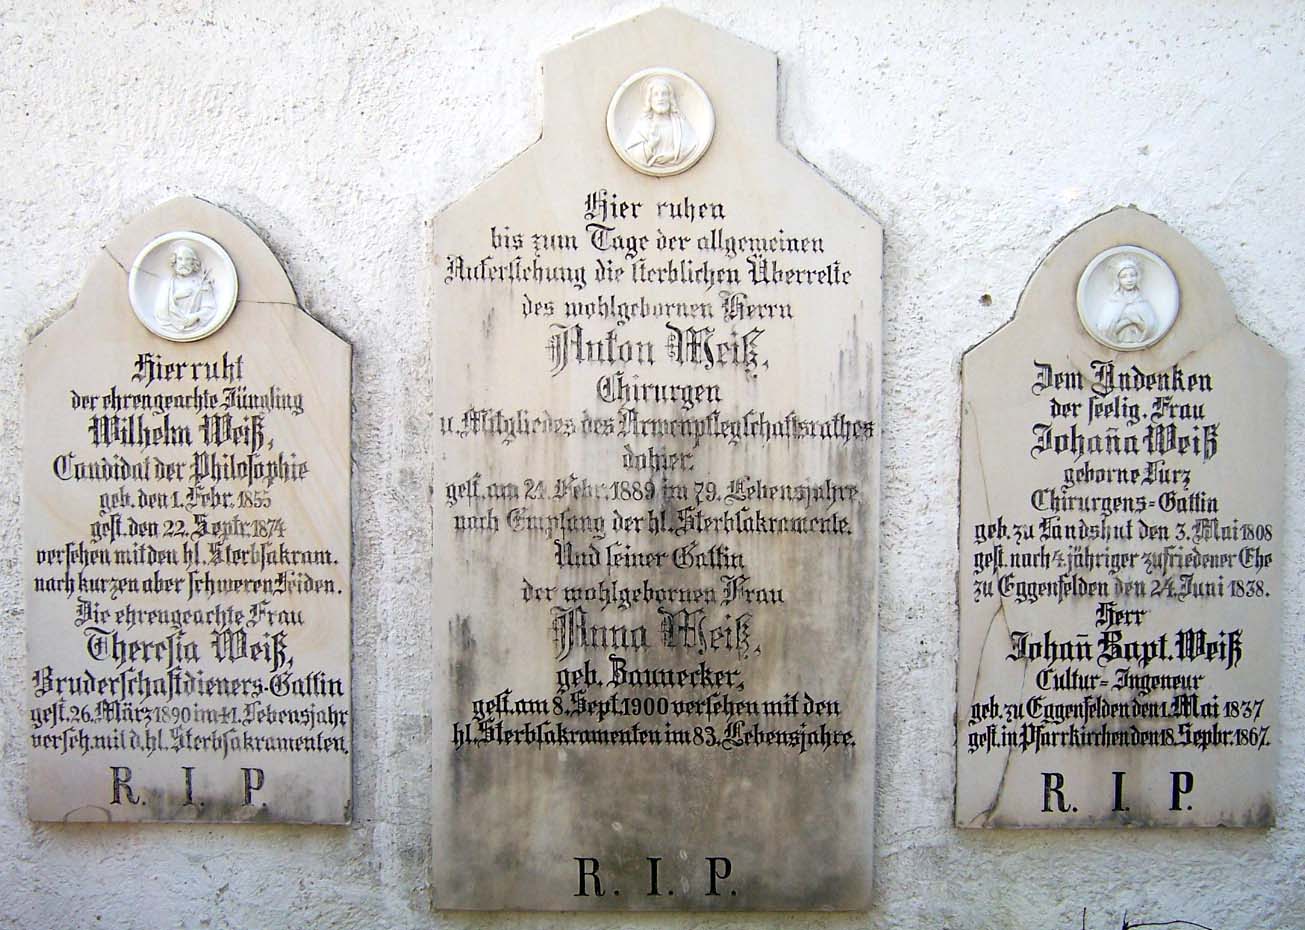 Hier ruht
der ehrengeachte Jüngling
Wilhelm Weiß,
Candidat der Philosophie
geb. den 1. Febr. 1855
gest. den 22. Septr. 1874
versehen mit den hl. Sterbsakram.
nach kurzen aber schweren Leiden.
Die ehrengeachte Frau
Theresia Weiß,
Bruderschaftdieners-Gattin
gest. 26. März 1890 im 41. Lebensjahr
versch. mit d. hl. Sterbsakramenten.
R. I. P.
Hier ruhen
bis zum Tage der allgemeinen
Auferstehung die sterblichen Überreste
des wohlgebornen Herrn
Anton Weiß,
Chirurgen
u. Mitgliedes des Armenpflegschaftsrathes
dahier.
gest. am 24. Febr. 1889 im 79. Lebensjahre
nach Empfang der hl. Sterbsakramente.
Und seiner Gattin
der wohlgebornen Frau
Anna Weiß,
geb. Baunecker,
gest. am 8. Sept. 1900 versehen mit den
hl. Sterbsakramenten im 83. Lebensjahre.
R. I. P.
Dem Andenken
der seelig. Frau
Johan̄a Weiß
geborne Furz
Chirurgens-Gattin
geb. zu Landshut den 3. Mai 1808
gest. nach 4 jähriger zufriedener Ehe
zu Eggenfelden den 24. Juni 1838.
Herr
Johan̄ Bapt. Weiß
Cultur-Ingeneur
geb. zu Eggenfelden den 1. Mai 1837
gest. in Pfarrkirchen den 18. Sepbr. 1867.
R. I. P.